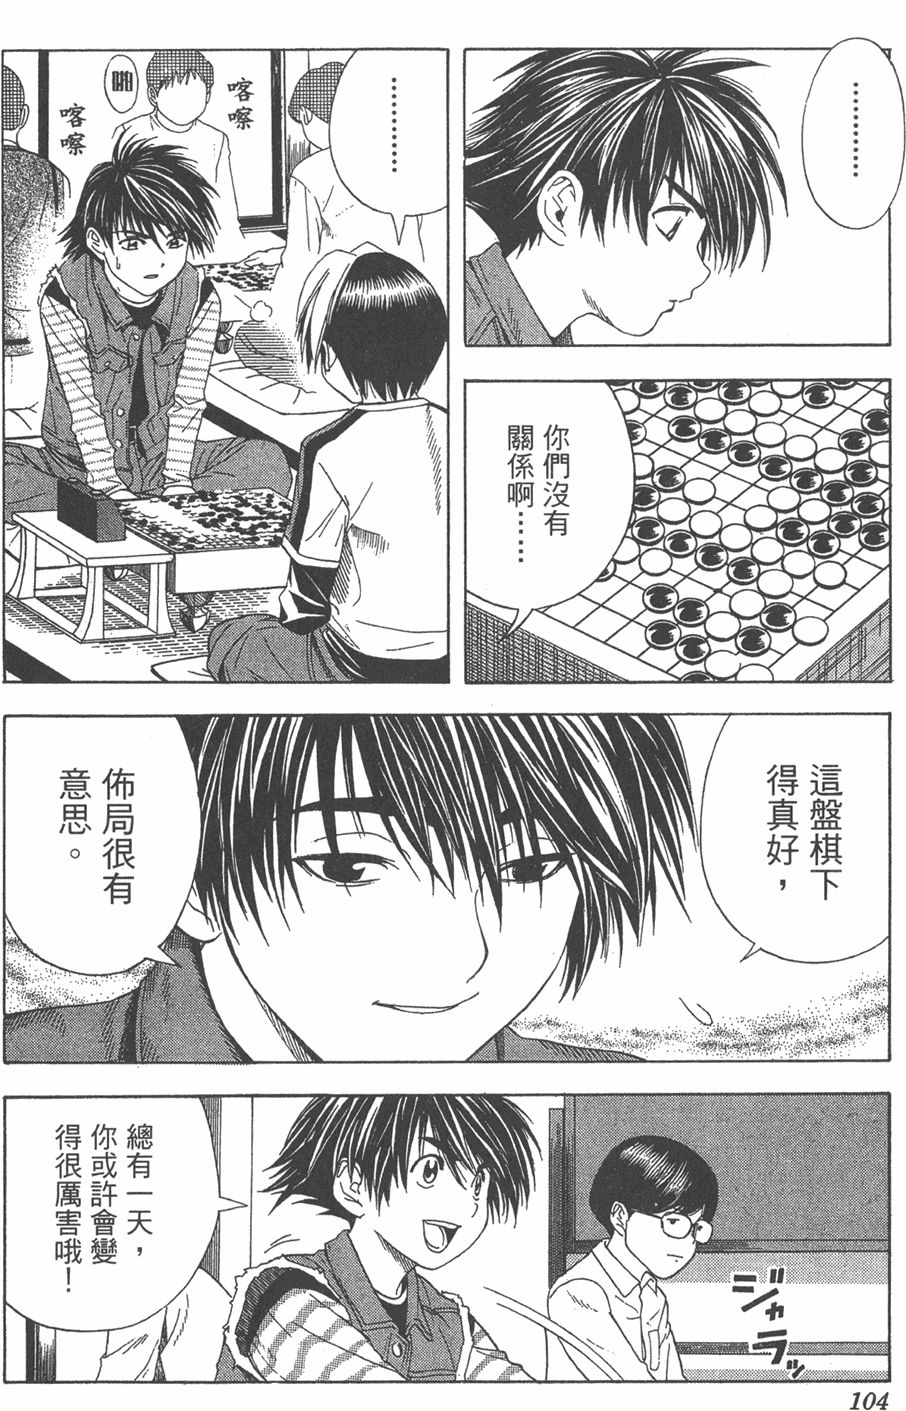 …………
你們沒有
關係啊……
…………
喀嚓
喀嚓
這盤棋下
得真好，
佈局很有
意思。
ジャラッ
總有一天，
你或許會變
得很厲害哦！
104